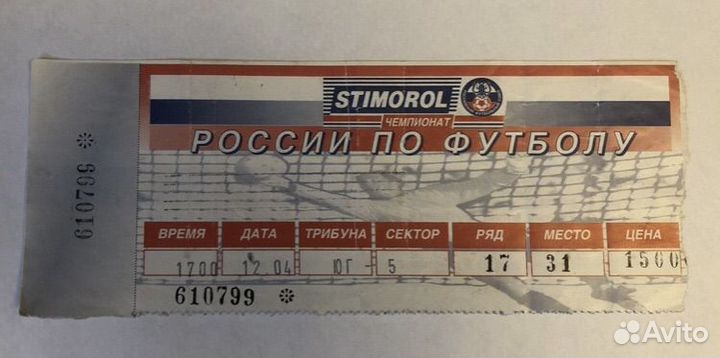 STIMOROL
ЧЕМПИОНАТ
РОССИИ ПО ФУТБОЛУ
610799 *
ВРЕМЯ ДАТА ТРИБУНА СЕКТОР РЯД МЕСТО ЦЕНА
1700 12.04 ЮГ - 5 17 31 1500
610799 *
Avito